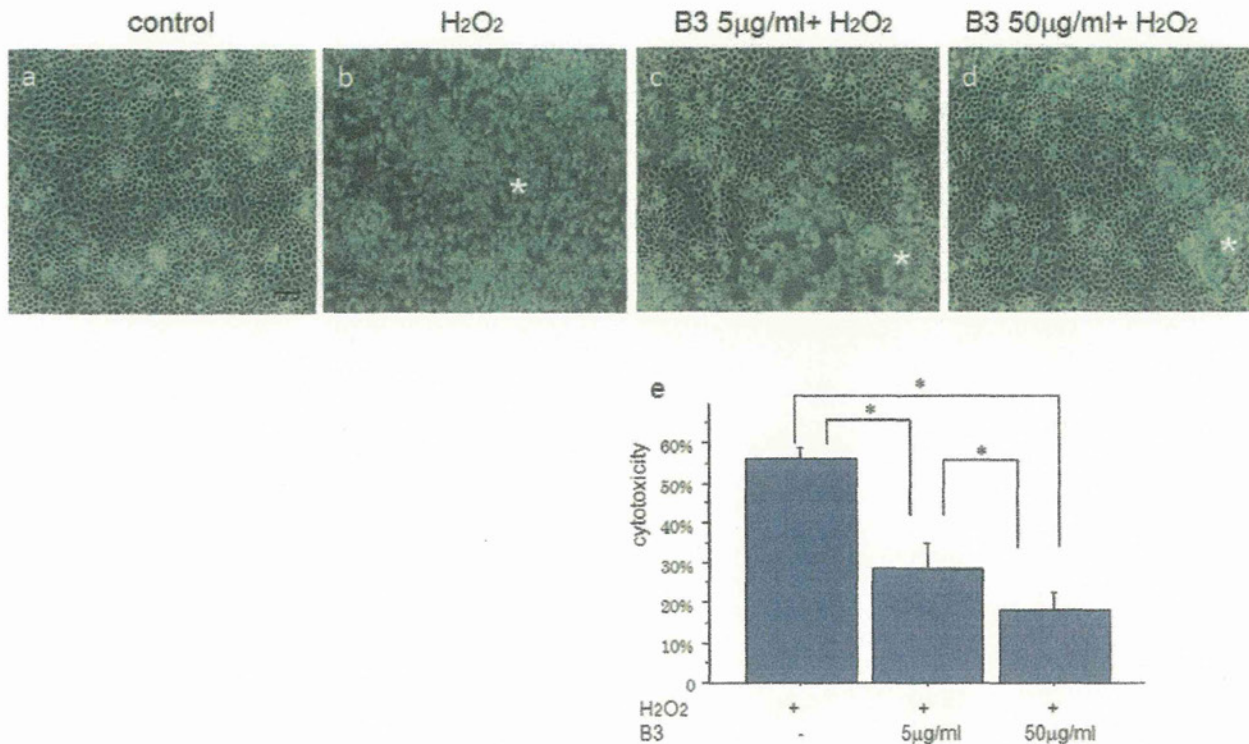 control H2O2 B3 5µg/ml+ H2O2 B3 50µg/ml+ H2O2
a b c d
* * *
e
*
* *
cytotoxicity
60%
50%
40%
30%
20%
10%
0
H2O2 + + +
B3 - 5µg/ml 50µg/ml